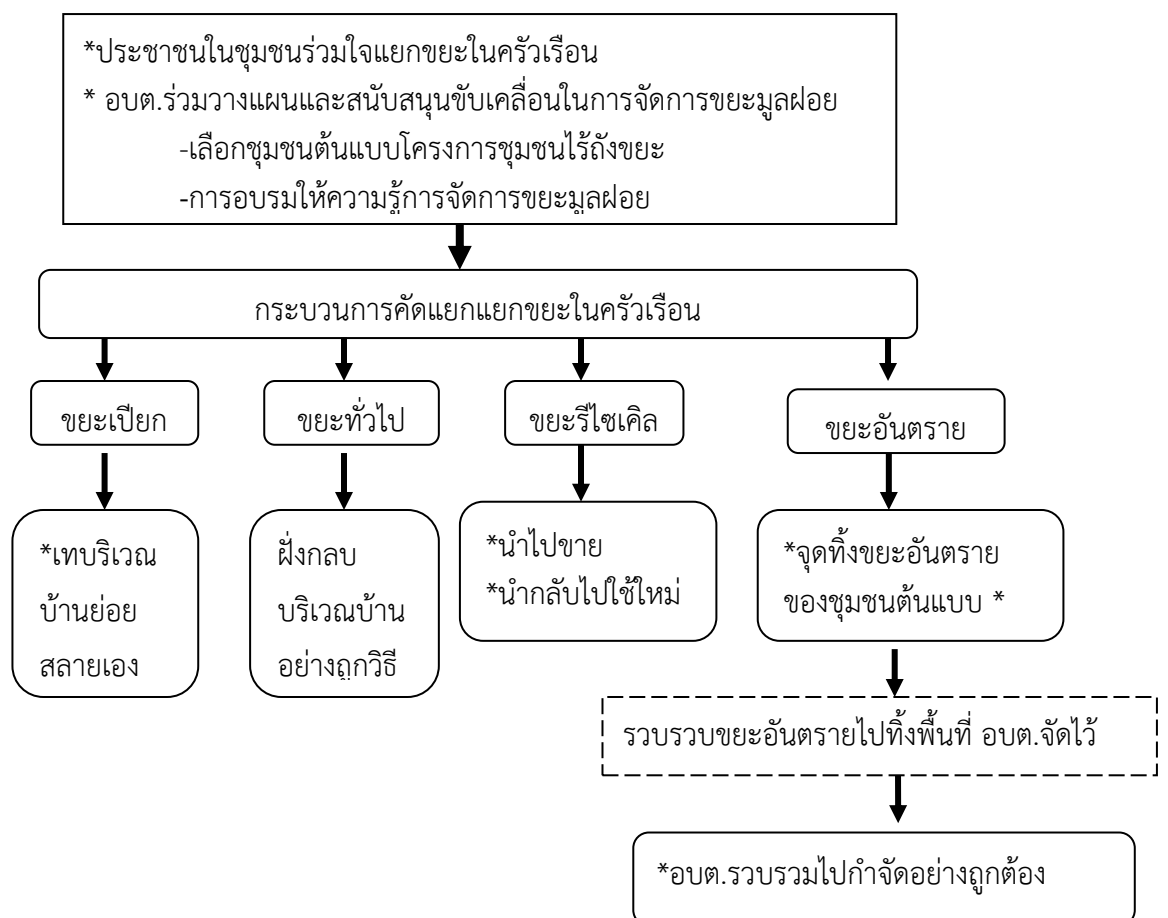 *ประชาชนในชุมชนร่วมใจแยกขยะในครัวเรือน
* อบต.ร่วมวางแผนและสนับสนุนขับเคลื่อนในการจัดการขยะมูลฝอย
-เลือกชุมชนต้นแบบโครงการชุมชนไร้ถังขยะ
-การอบรมให้ความรู้การจัดการขยะมูลฝอย
กระบวนการคัดแยกแยกขยะในครัวเรือน
ขยะเปียก
ขยะทั่วไป
ขยะรีไซเคิล
ขยะอันตราย
*เทบริเวณ
บ้านย่อย
สลายเอง
ฝั่งกลบ
บริเวณบ้าน
อย่างถูกวิธี
*นำไปขาย
*นำกลับไปใช้ใหม่
*จุดทิ้งขยะอันตราย
ของชุมชนต้นแบบ *
รวบรวบขยะอันตรายไปทิ้งพื้นที่ อบต.จัดไว้
*อบต.รวบรวมไปกำจัดอย่างถูกต้อง